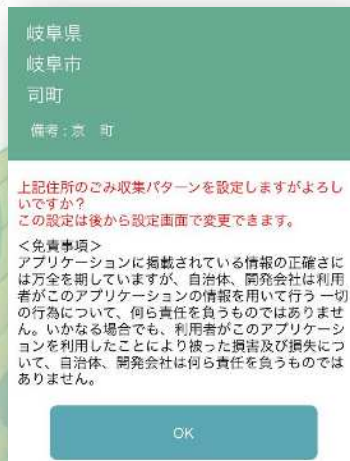 岐阜県
岐阜市
司町
備考：京　町
上記住所のごみ収集パターンを設定しますがよろし
いですか？
この設定は後から設定画面で変更できます。
＜免責事項＞
アプリケーションに掲載されている情報の正確さに
は万全を期していますが、自治体、開発会社は利用
者がこのアプリケーションの情報を用いて行う一切
の行為について、何ら責任を負うものではありませ
ん。いかなる場合でも、利用者がこのアプリケーシ
ョンを利用したことにより被った損害及び損失につ
いて、自治体、開発会社は何ら責任を負うものでは
ありません。
OK